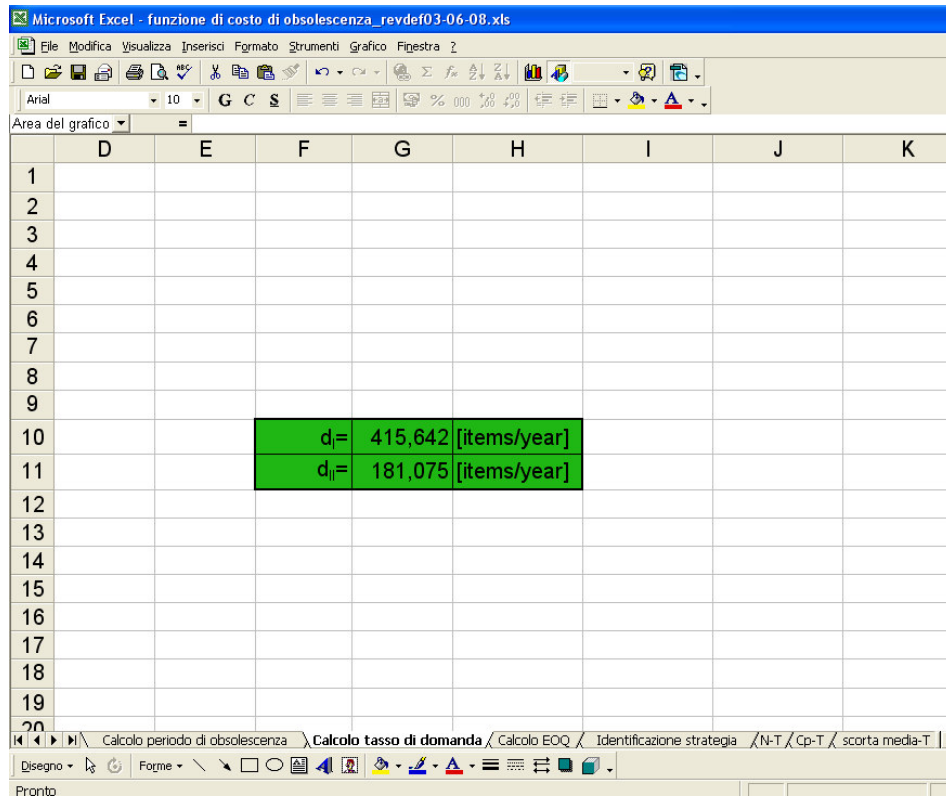 Microsoft Excel - funzione di costo di obsolescenza_revdef03-06-08.xls
File Modifica Visualizza Inserisci Formato Strumenti Grafico Finestra ?
Arial 10 G C S % 000
Area del grafico =
D E F G H I J K
1
2
3
4
5
6
7
8
9
10 dI= 415,642 [items/year]
11 dII= 181,075 [items/year]
12
13
14
15
16
17
18
19
20
Calcolo periodo di obsolescenza Calcolo tasso di domanda Calcolo EOQ Identificazione strategia N-T Cp-T scorta media-T
Disegno Forme
Pronto